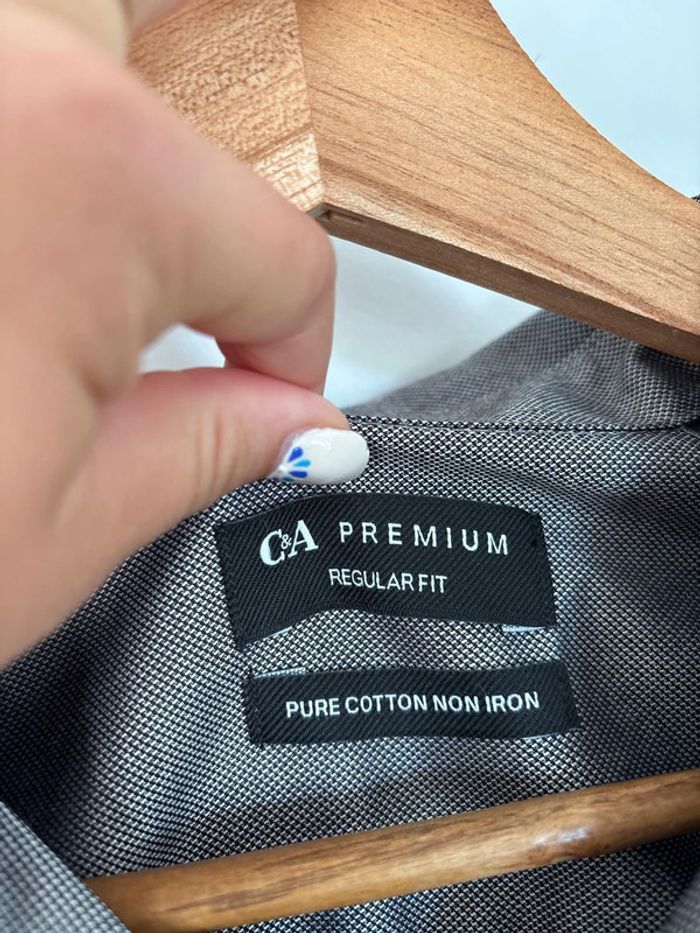 C&A PREMIUM
REGULAR FIT
PURE COTTON NON IRON